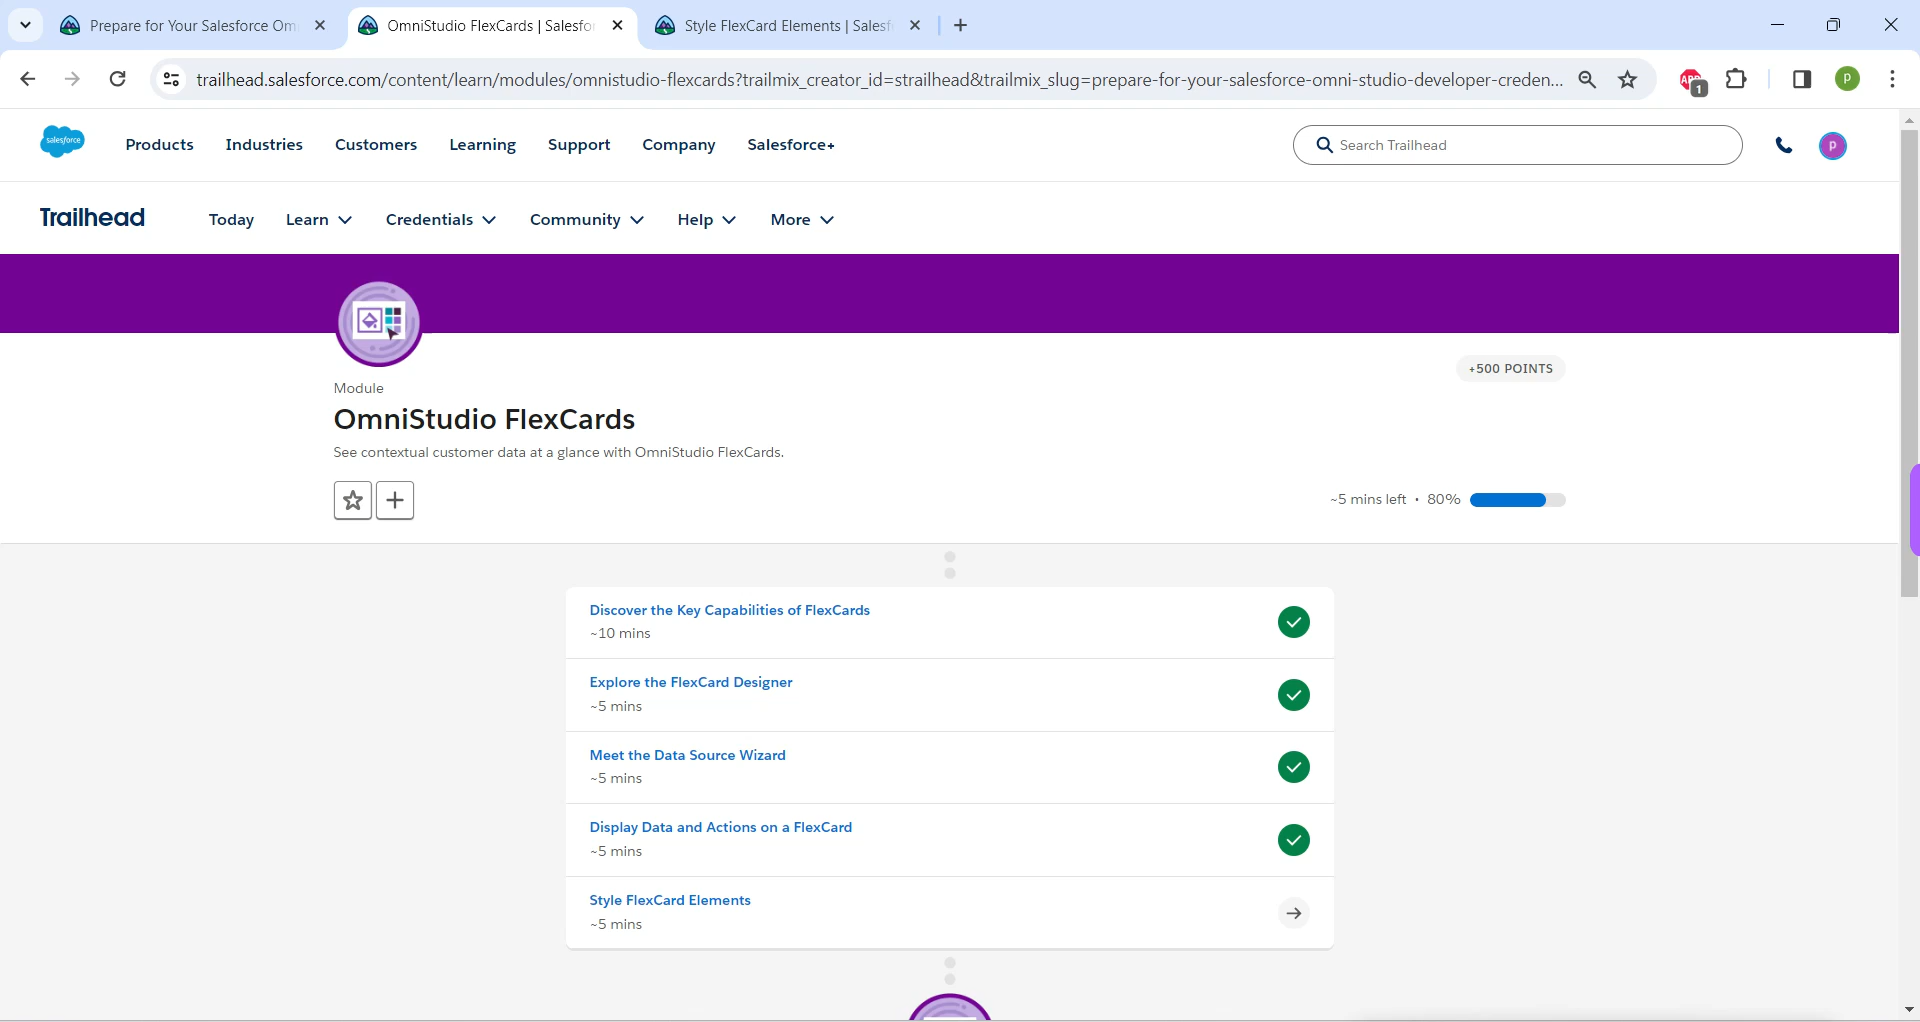 Prepare for Your Salesforce Om
OmniStudio FlexCards | Salesfor
Style FlexCard Elements | Salesf
trailhead.salesforce.com/content/learn/modules/omnistudio-flexcards?trailmix_creator_id=strailhead&trailmix_slug=prepare-for-your-salesforce-omni-studio-developer-creden...
ABP
1
P
salesforce
Products
Industries
Customers
Learning
Support
Company
Salesforce+
Search Trailhead
P
Trailhead
Today
Learn
Credentials
Community
Help
More
+500 POINTS
Module
OmniStudio FlexCards
See contextual customer data at a glance with OmniStudio FlexCards.
~5 mins left • 80%
Discover the Key Capabilities of FlexCards
~10 mins
Explore the FlexCard Designer
~5 mins
Meet the Data Source Wizard
~5 mins
Display Data and Actions on a FlexCard
~5 mins
Style FlexCard Elements
~5 mins